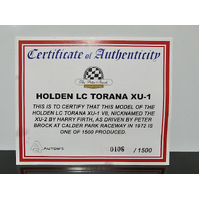 Certificate of Authenticity
HOLDEN LC TORANA XU-1
THIS IS TO CERTIFY THAT THIS MODEL OF THE
HOLDEN LC TORANA XU-1 V8, NICKNAMED THE
XU-2 BY HARRY FIRTH, AS DRIVEN BY PETER
BROCK AT CALDER PARK RACEWAY IN 1972 IS
ONE OF 1500 PRODUCED.
0106 / 1500